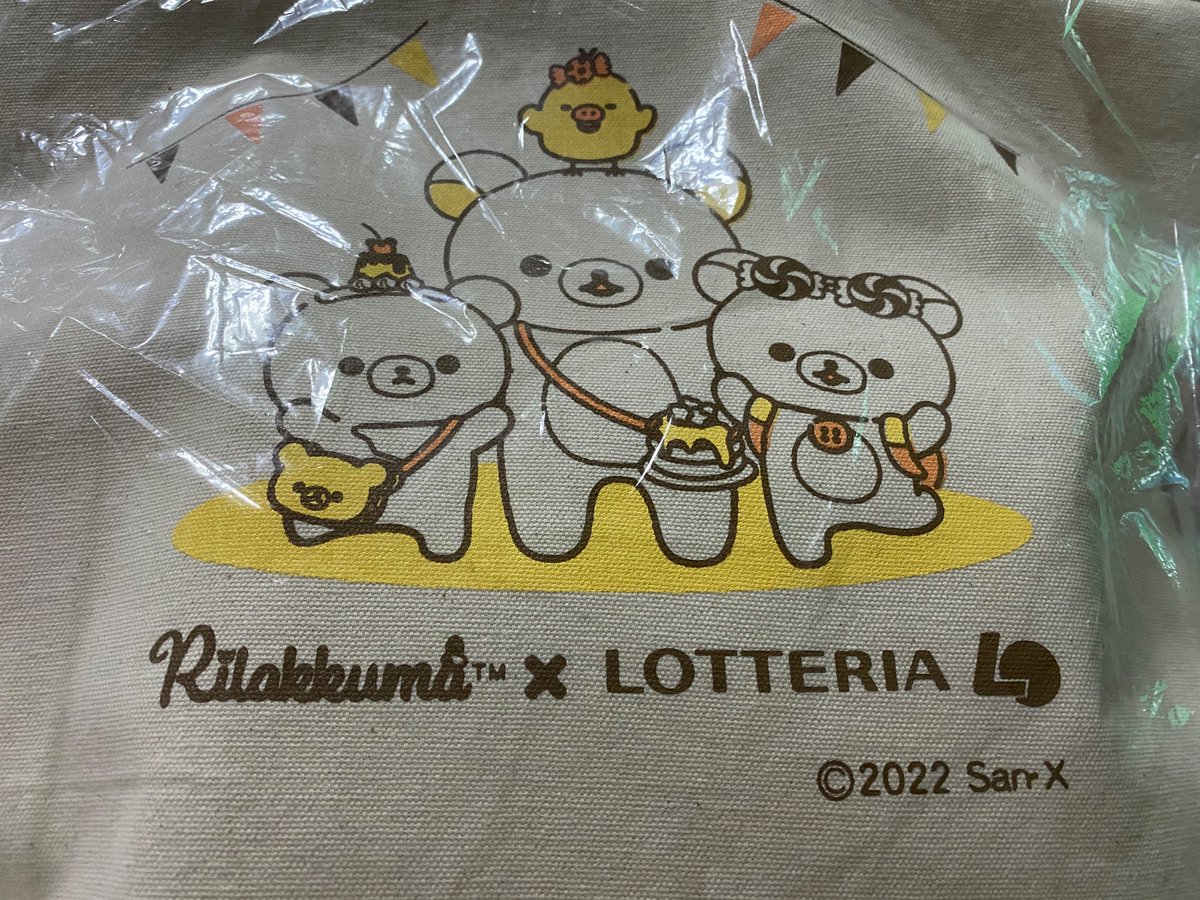 Rilakkuma™ × LOTTERIA
©2022 San-X